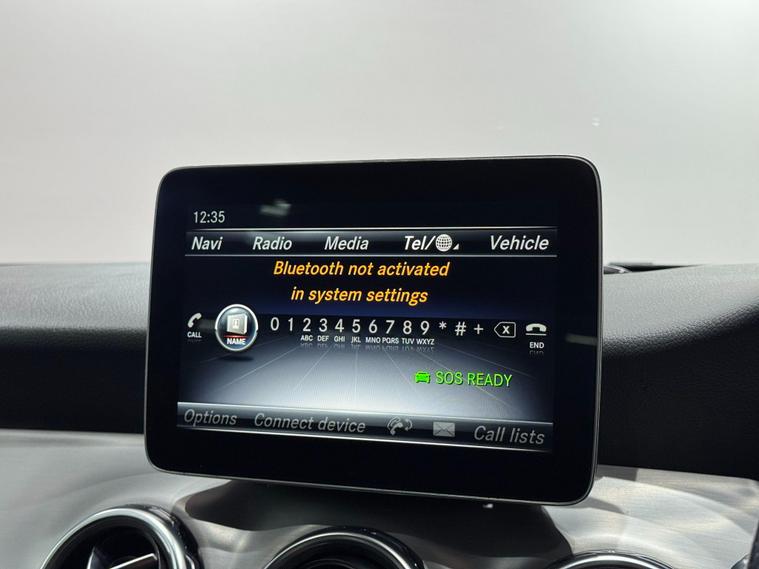 12:35
Navi Radio Media Tel/ Vehicle
Bluetooth not activated
in system settings
CALL NAME 0 1 2 3 4 5 6 7 8 9 * # + X END
ABC DEF GHI JKL MNO PQRS TUV WXYZ
SOS READY
Options Connect device Call lists